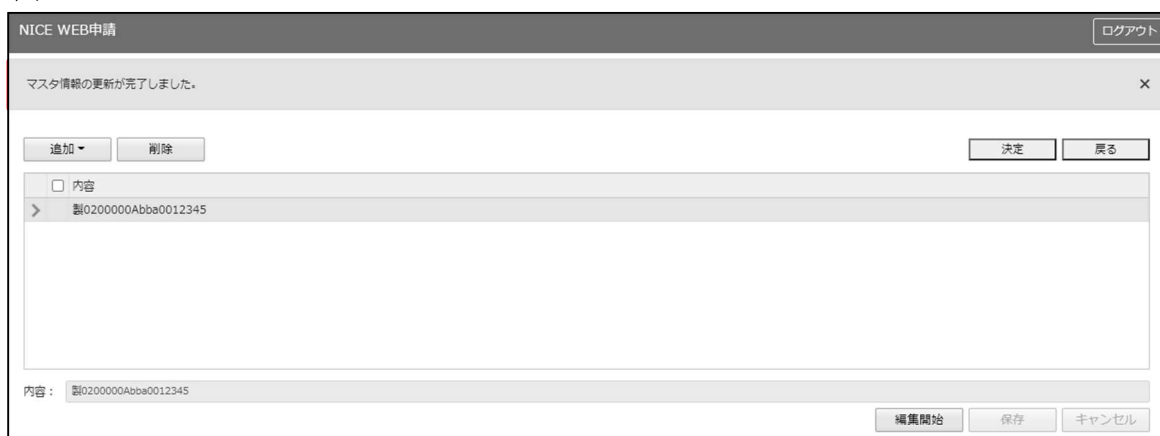 NICE WEB申請 ログアウト
マスタ情報の更新が完了しました。 ×
追加 削除 決定 戻る
内容
製0200000Abba0012345
内容： 製0200000Abba0012345
編集開始 保存 キャンセル